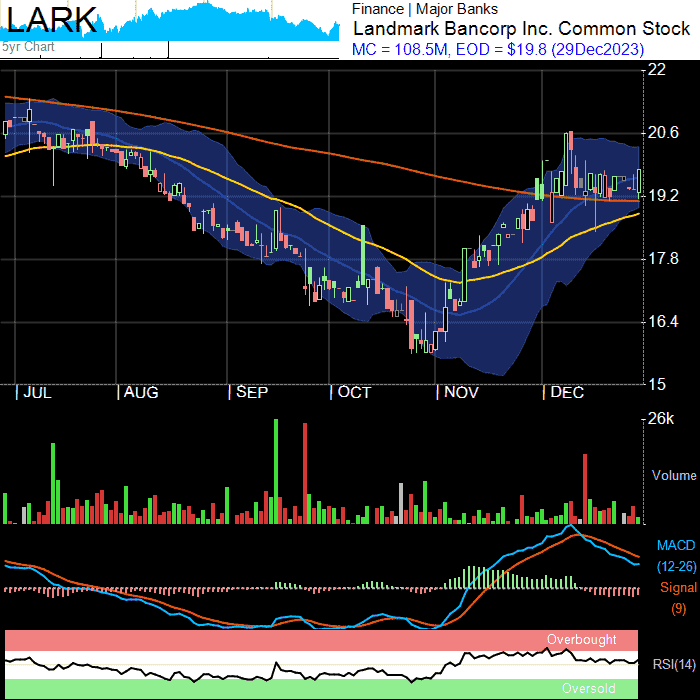 LARK
5yr Chart
Finance | Major Banks
Landmark Bancorp Inc. Common Stock
MC = 108.5M, EOD = $19.8 (29Dec2023)
22
20.6
19.2
17.8
16.4
15
| JUL | AUG | SEP | OCT | NOV | DEC
26k
Volume
MACD
(12-26)
Signal
(9)
Overbought
RSI(14)
Oversold